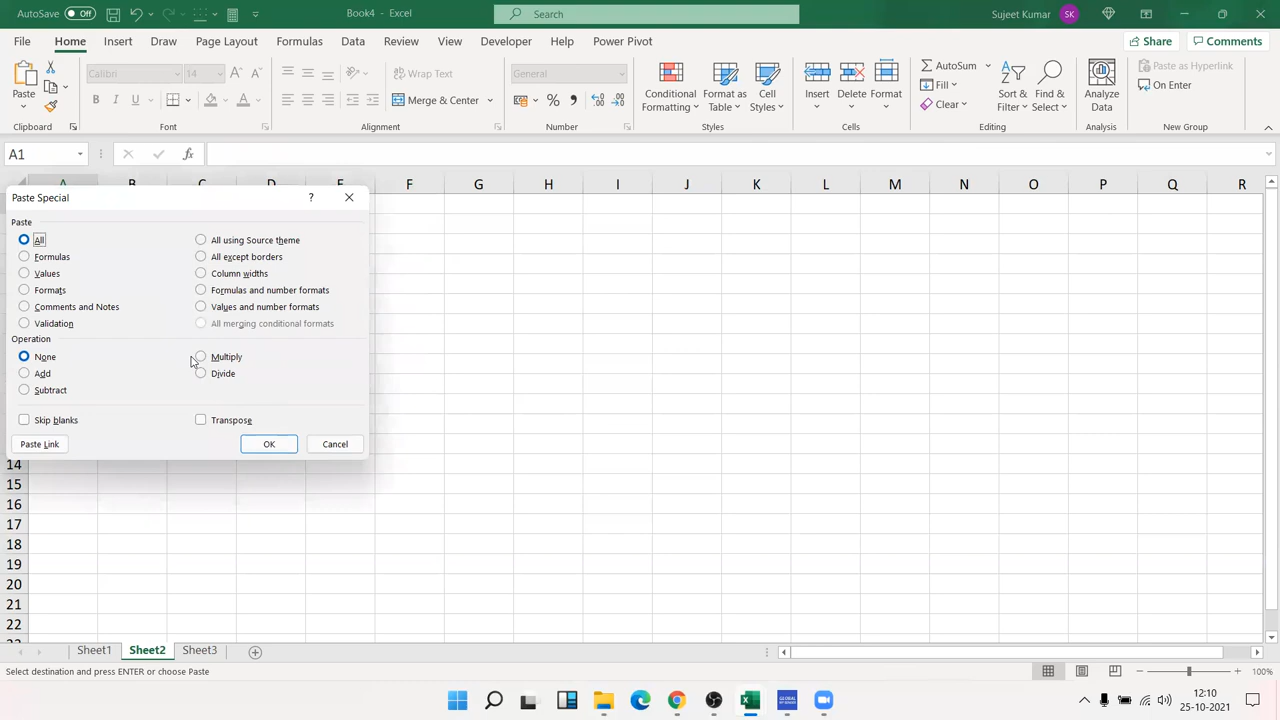 AutoSave Off Book4 - Excel Search Sujeet Kumar SK
File Home Insert Draw Page Layout Formulas Data Review View Developer Help Power Pivot Share Comments
Paste Calibri 14 Wrap Text General Conditional Formatting Format as Table Cell Styles Insert Delete Format AutoSum Fill Clear Sort & Filter Find & Select Analyze Data Paste as Hyperlink On Enter
B I U Merge & Center
Clipboard Font Alignment Number Styles Cells Editing Analysis New Group
A1 fx
A B C D E F G H I J K L M N O P Q R
Paste Special ?
Paste
All All using Source theme
Formulas All except borders
Values Column widths
Formats Formulas and number formats
Comments and Notes Values and number formats
Validation All merging conditional formats
Operation
None Multiply
Add Divide
Subtract
Skip blanks Transpose
Paste Link OK Cancel
14
15
16
17
18
19
20
21
22
Sheet1 Sheet2 Sheet3
Select destination and press ENTER or choose Paste 100%
12:10